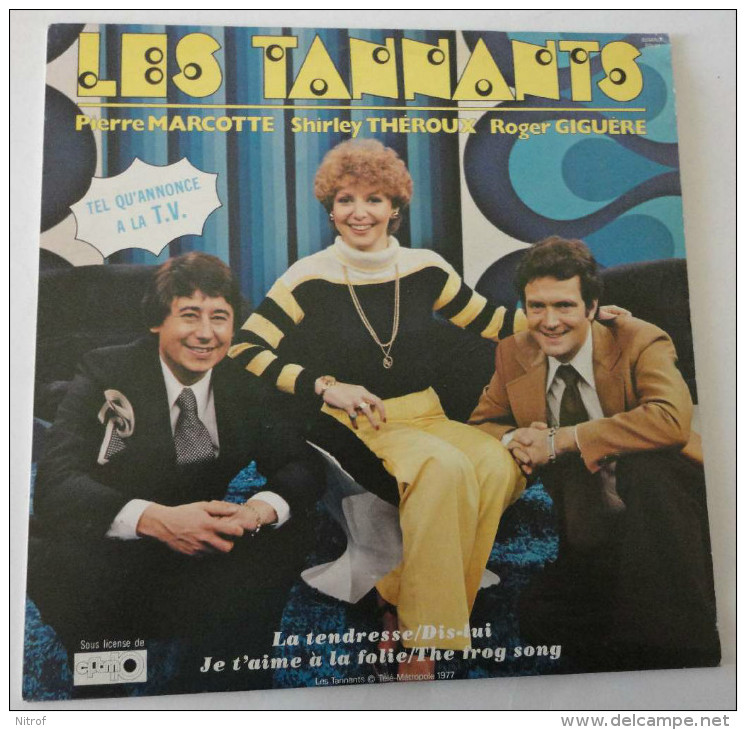 LES TANNANTS
Pierre MARCOTTE Shirley THÉROUX Roger GIGUÈRE
TEL QU'ANNONCE
A LA T.V.
La tendresse/Dis-lui
Je t'aime à la folie/The frog song
Sous license de
Les Tannants © Télé-Métropole 1977
Nitrof
www.delcampe.net